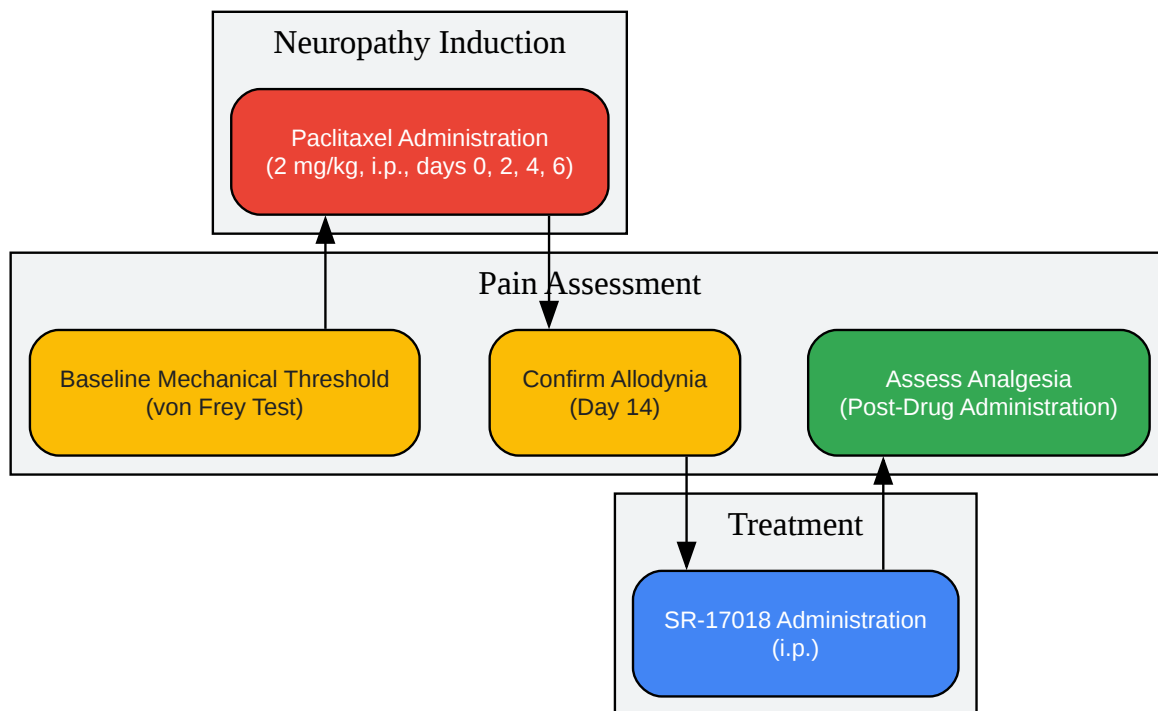 Neuropathy Induction
Paclitaxel Administration
(2 mg/kg, i.p., days 0, 2, 4, 6)
Pain Assessment
Baseline Mechanical Threshold
(von Frey Test)
Confirm Allodynia
(Day 14)
Assess Analgesia
(Post-Drug Administration)
Treatment
SR-17018 Administration
(i.p.)